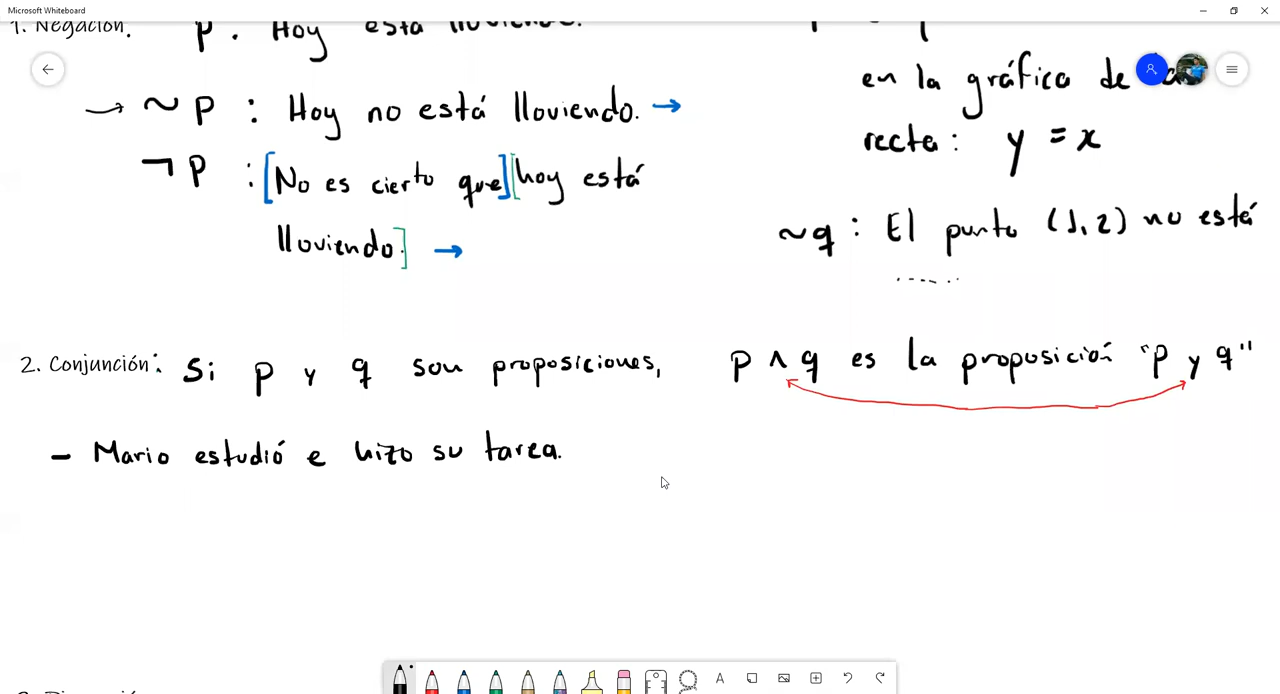 Microsoft Whiteboard
1. Negación. p. Hoy está lloviendo.
~ p : Hoy no está lloviendo.
¬ p : [No es cierto que] [hoy está
lloviendo.]
en la gráfica de
recta: y = x
~q : El punto (1,2) no está
......
2. Conjunción: Si p y q son proposiciones, p ∧ q es la proposición "p y q"
- Mario estudió e hizo su tarea.